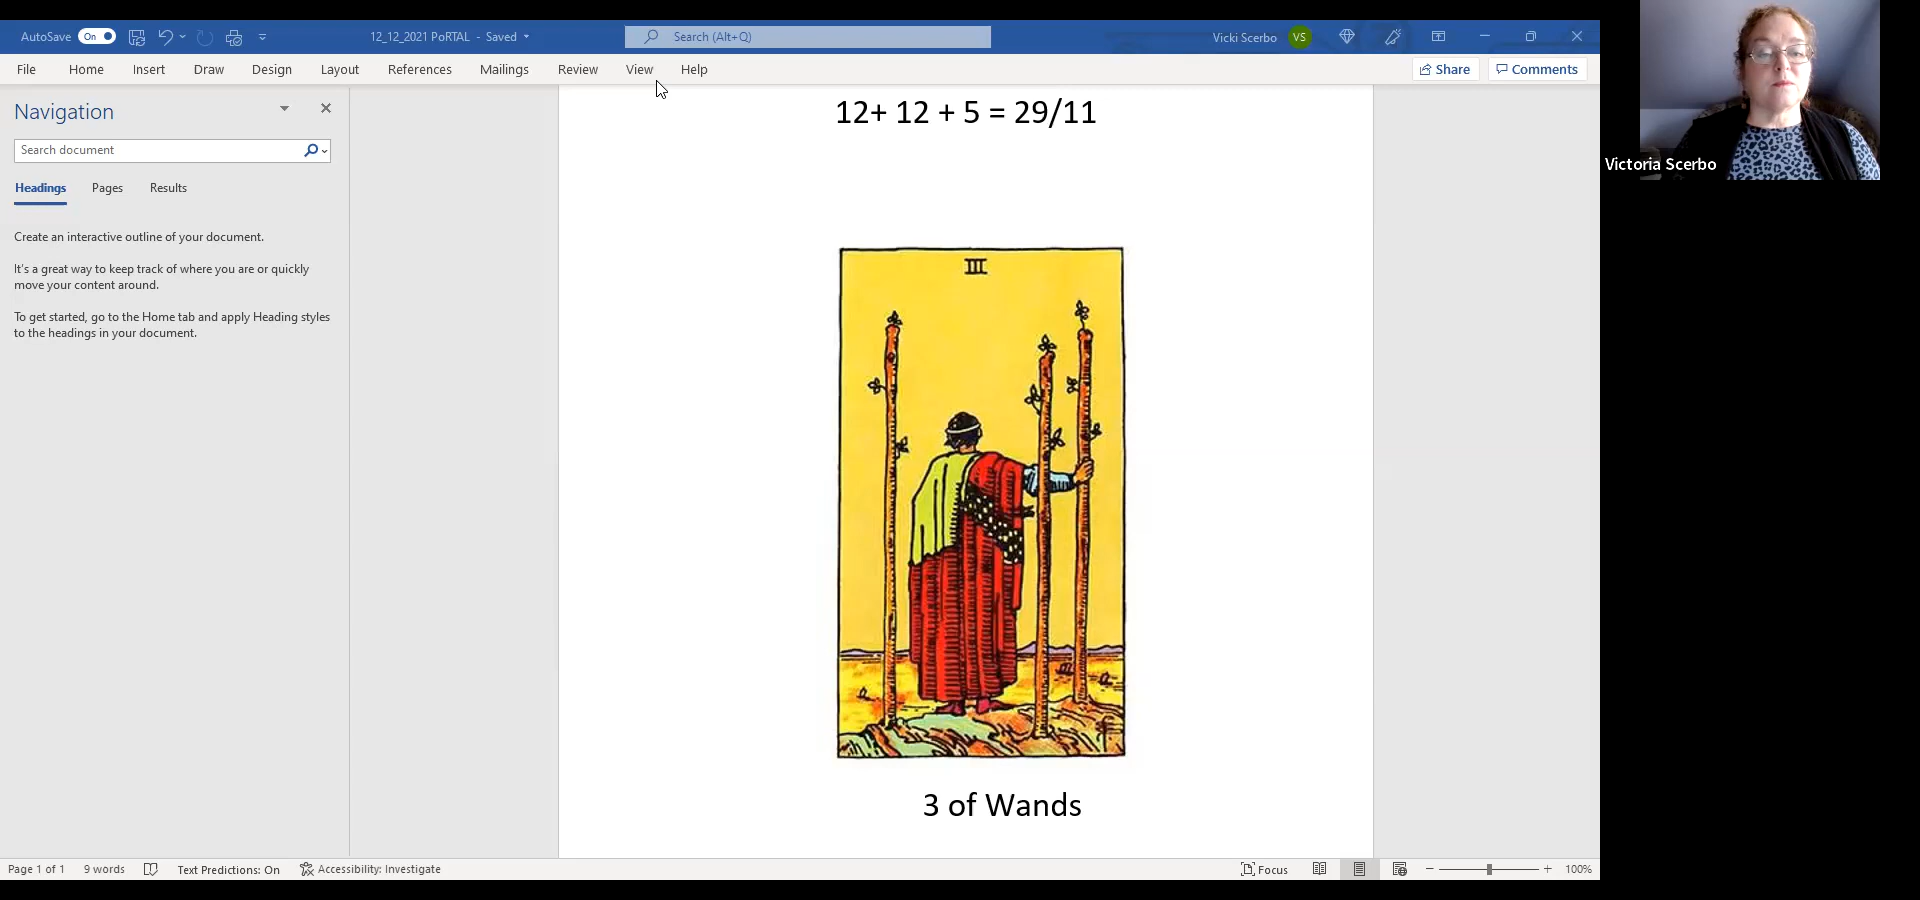 AutoSave On 12_12_2021 PoRTAL - Saved Search (Alt+Q) Vicki Scerbo VS
File Home Insert Draw Design Layout References Mailings Review View Help Share Comments
Navigation
Search document
Headings Pages Results
Create an interactive outline of your document.
It's a great way to keep track of where you are or quickly
move your content around.
To get started, go to the Home tab and apply Heading styles
to the headings in your document.
12+ 12 + 5 = 29/11
III
3 of Wands
Victoria Scerbo
Page 1 of 1 9 words Text Predictions: On Accessibility: Investigate Focus 100%